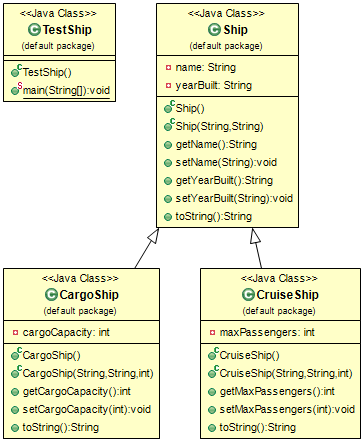 <<Java Class>>
TestShip
(default package)
TestShip()
main(String[]):void
<<Java Class>>
Ship
(default package)
name: String
yearBuilt: String
Ship()
Ship(String,String)
getName():String
setName(String):void
getYearBuilt():String
setYearBuilt(String):void
toString():String
<<Java Class>>
CargoShip
(default package)
cargoCapacity: int
CargoShip()
CargoShip(String,String,int)
getCargoCapacity():int
setCargoCapacity(int):void
toString():String
<<Java Class>>
CruiseShip
(default package)
maxPassengers: int
CruiseShip()
CruiseShip(String,String,int)
getMaxPassengers():int
setMaxPassengers(int):void
toString():String